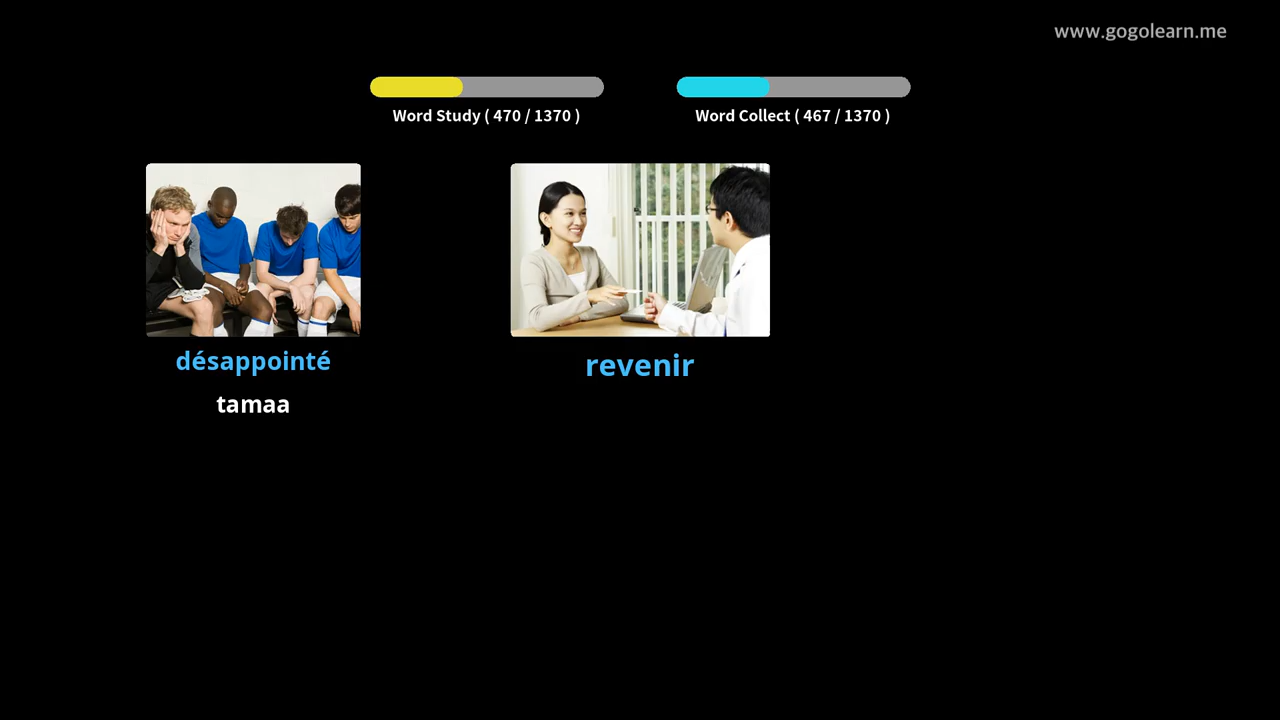 www.gogolearn.me
Word Study ( 470 / 1370 )
Word Collect ( 467 / 1370 )
désappointé
tamaa
revenir